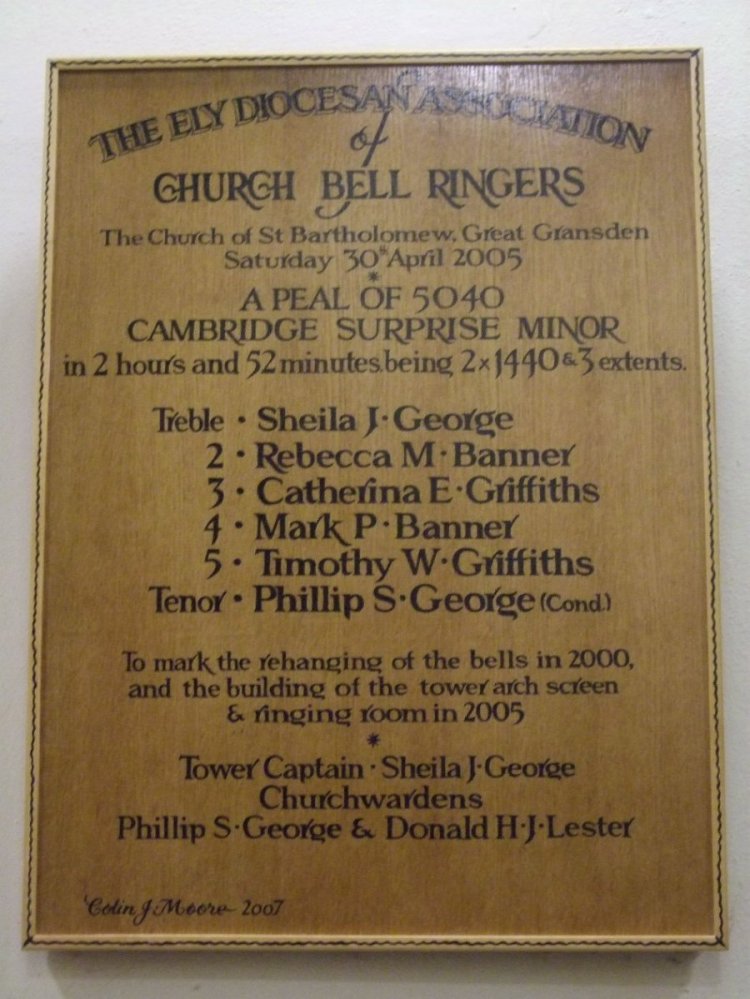 THE ELY DIOCESAN ASSOCIATION
of
CHURCH BELL RINGERS
The Church of St Bartholomew, Great Gransden
Saturday 30th April 2005
*
A PEAL OF 5040
CAMBRIDGE SURPRISE MINOR
in 2 hours and 52 minutes, being 2x1440 & 3 extents.
Treble · Sheila J · George
2 · Rebecca M · Banner
3 · Catherina E · Griffiths
4 · Mark P · Banner
5 · Timothy W · Griffiths
Tenor · Phillip S · George (Cond.)
To mark the rehanging of the bells in 2000,
and the building of the tower arch screen
& ringing room in 2005
*
Tower Captain · Sheila J · George
Churchwardens
Phillip S · George & Donald H · J · Lester
Colin J Moore 2007